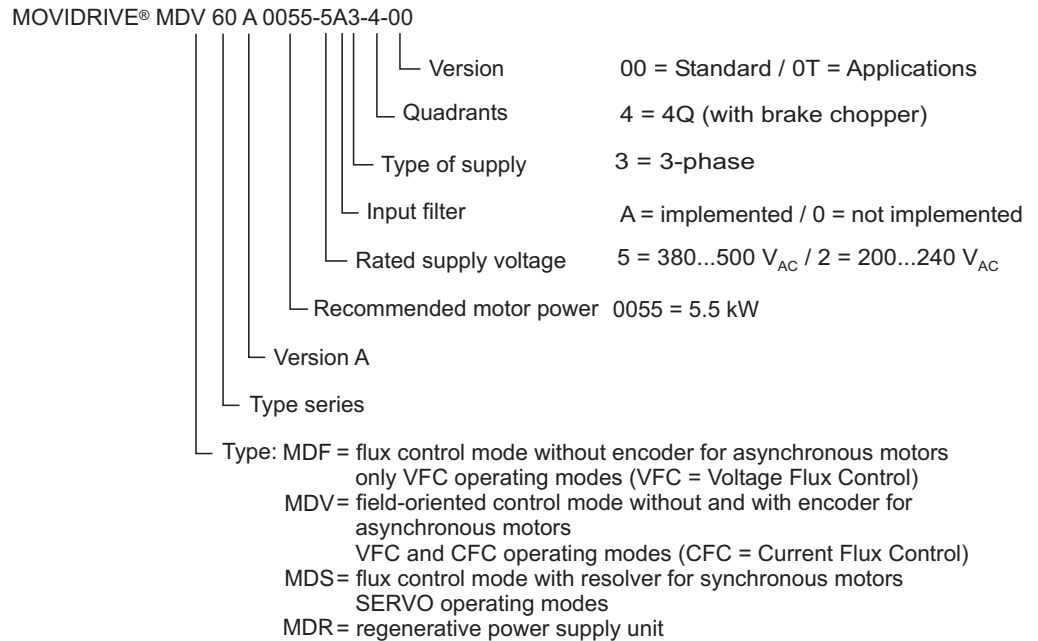 MOVIDRIVE® MDV 60 A 0055-5A3-4-00
Version 00 = Standard / 0T = Applications
Quadrants 4 = 4Q (with brake chopper)
Type of supply 3 = 3-phase
Input filter A = implemented / 0 = not implemented
Rated supply voltage 5 = 380...500 VAC / 2 = 200...240 VAC
Recommended motor power 0055 = 5.5 kW
Version A
Type series
Type: MDF = flux control mode without encoder for asynchronous motors
only VFC operating modes (VFC = Voltage Flux Control)
MDV= field-oriented control mode without and with encoder for
asynchronous motors
VFC and CFC operating modes (CFC = Current Flux Control)
MDS= flux control mode with resolver for synchronous motors
SERVO operating modes
MDR= regenerative power supply unit